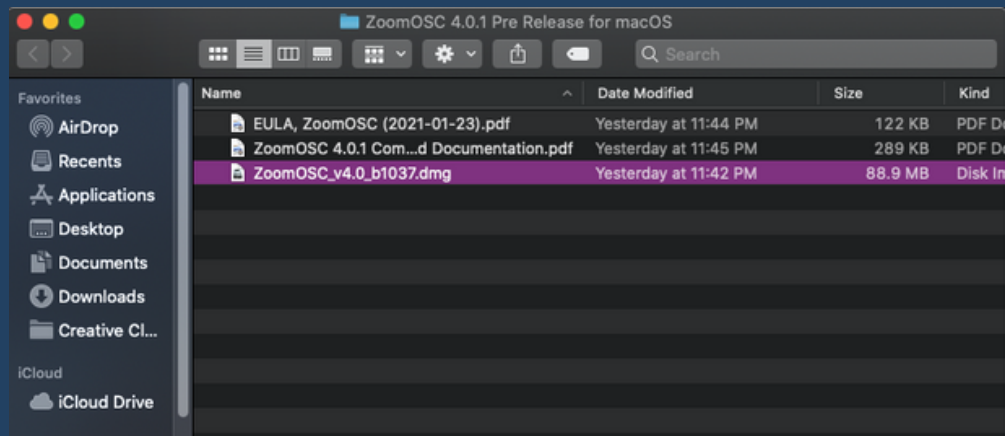 ZoomOSC 4.0.1 Pre Release for macOS
Search
Favorites
AirDrop
Recents
Applications
Desktop
Documents
Downloads
Creative Cl...
iCloud
iCloud Drive
Name Date Modified Size Kind
EULA, ZoomOSC (2021-01-23).pdf Yesterday at 11:44 PM 122 KB PDF Do
ZoomOSC 4.0.1 Com...d Documentation.pdf Yesterday at 11:45 PM 289 KB PDF Do
ZoomOSC_v4.0_b1037.dmg Yesterday at 11:42 PM 88.9 MB Disk Im